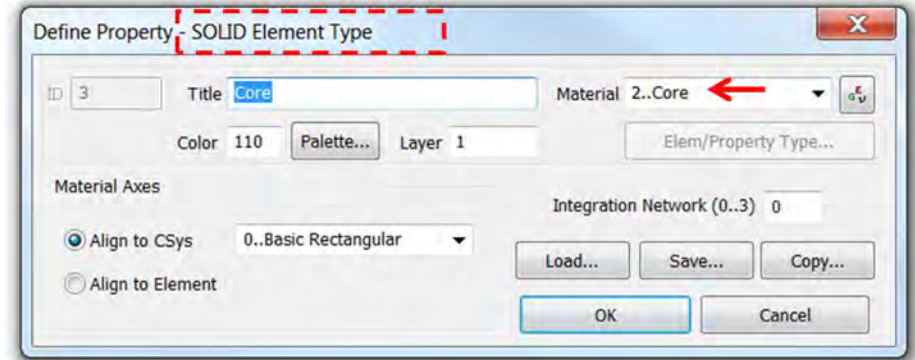 Define Property - SOLID Element Type
ID 3 Title Core Material 2..Core
Color 110 Palette... Layer 1 Elem/Property Type...
Material Axes
Integration Network (0..3) 0
Align to CSys 0..Basic Rectangular
Load... Save... Copy...
Align to Element
OK Cancel